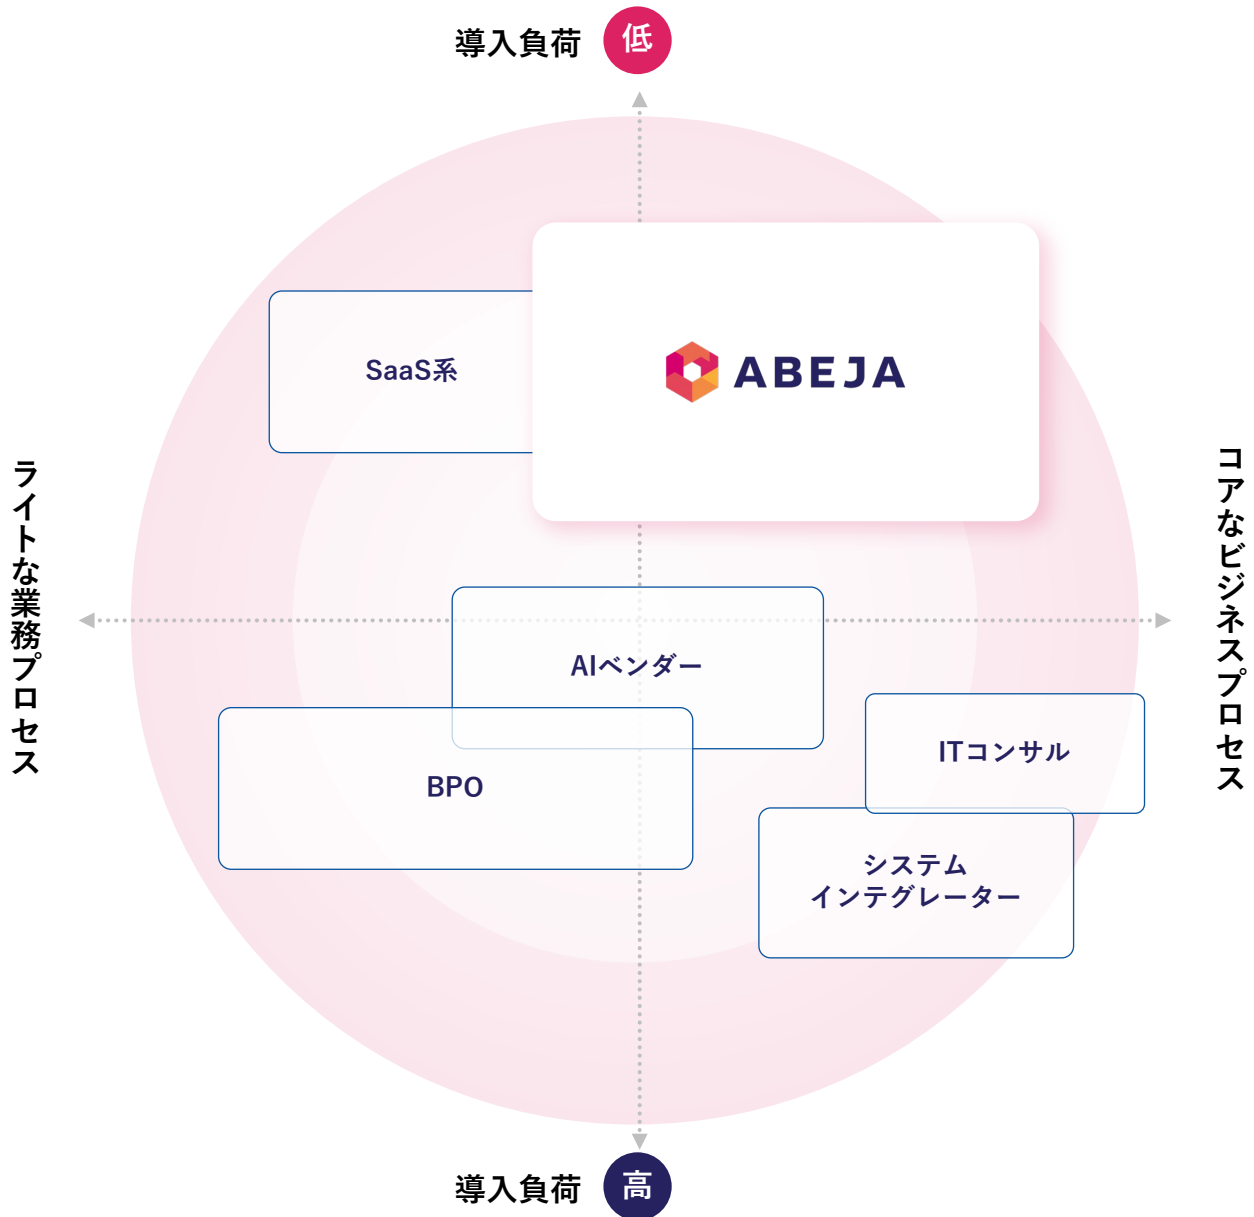 導入負荷 低
SaaS系
ABEJA
ライトな業務プロセス
コアなビジネスプロセス
AIベンダー
ITコンサル
BPO
システム
インテグレーター
導入負荷 高